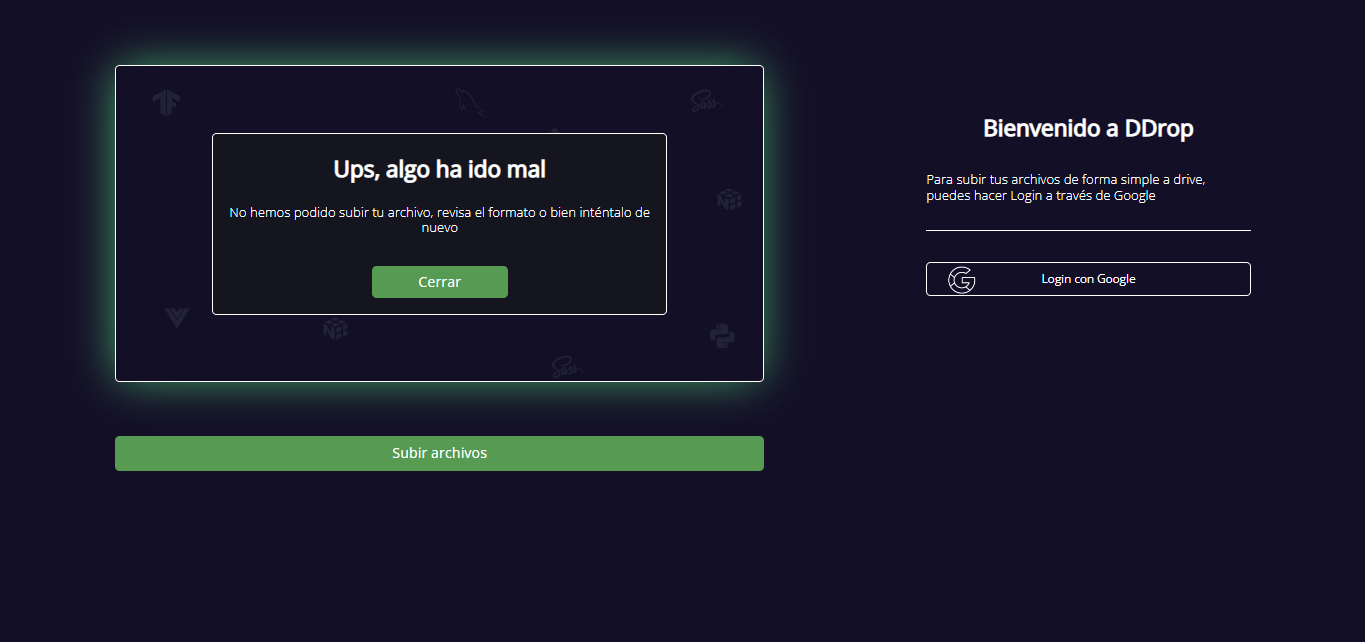 Ups, algo ha ido mal
No hemos podido subir tu archivo, revisa el formato o bien inténtalo de
nuevo
Cerrar
Subir archivos
Bienvenido a DDrop
Para subir tus archivos de forma simple a drive,
puedes hacer Login a través de Google
Login con Google
Sass
Sass